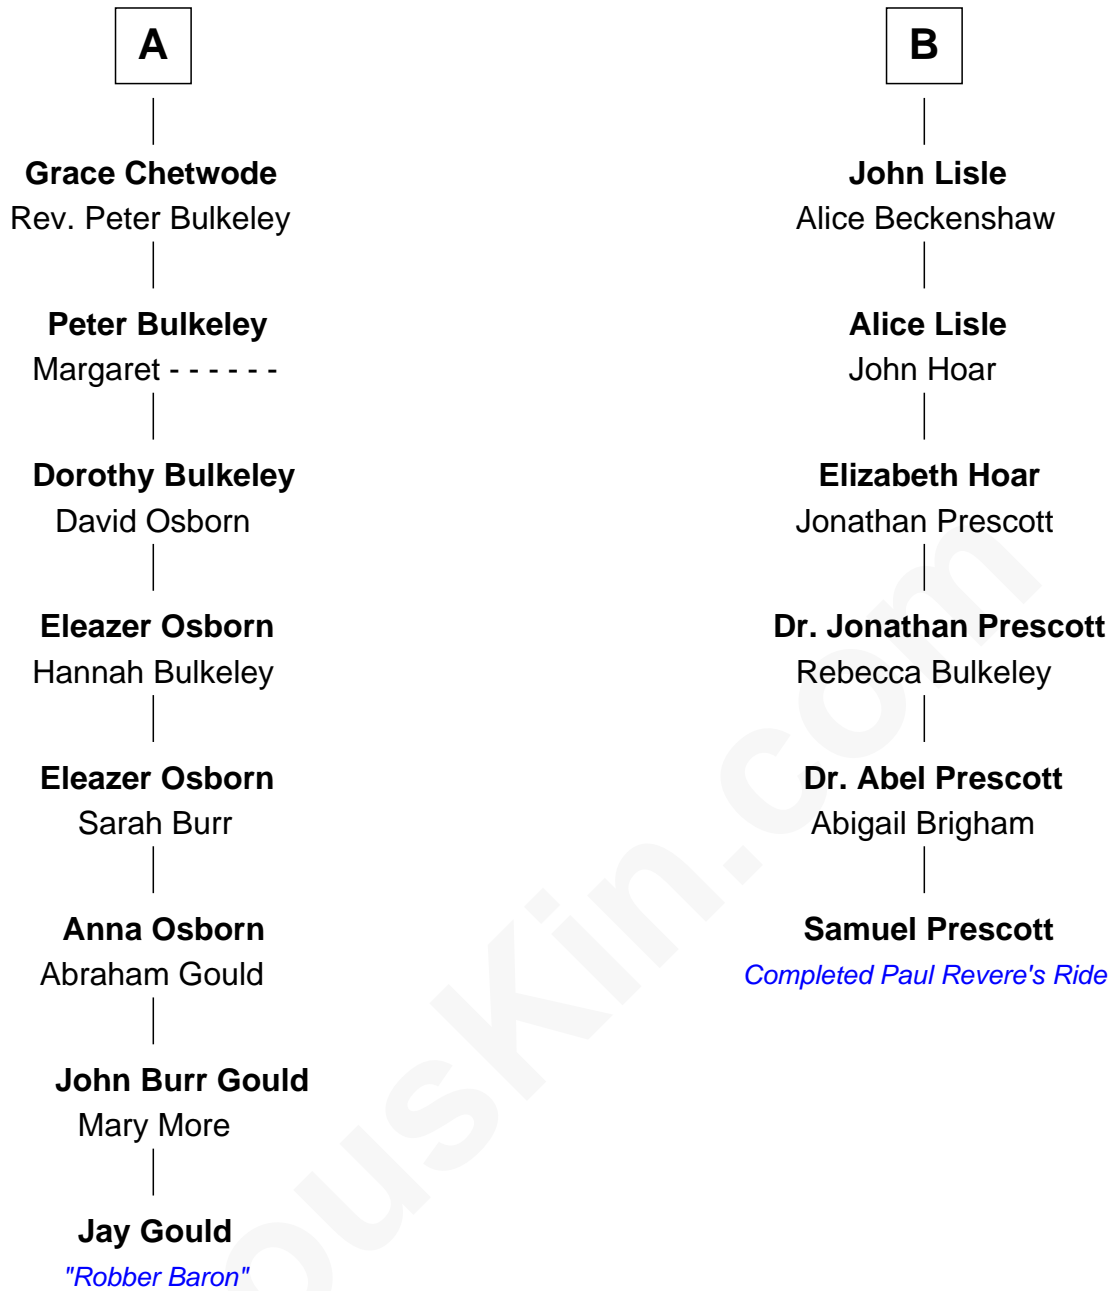 A
Grace Chetwode
Rev. Peter Bulkeley
Peter Bulkeley
Margaret - - - - - -
Dorothy Bulkeley
David Osborn
Eleazer Osborn
Hannah Bulkeley
Eleazer Osborn
Sarah Burr
Anna Osborn
Abraham Gould
John Burr Gould
Mary More
Jay Gould
"Robber Baron"
B
John Lisle
Alice Beckenshaw
Alice Lisle
John Hoar
Elizabeth Hoar
Jonathan Prescott
Dr. Jonathan Prescott
Rebecca Bulkeley
Dr. Abel Prescott
Abigail Brigham
Samuel Prescott
Completed Paul Revere's Ride
ousKin.com